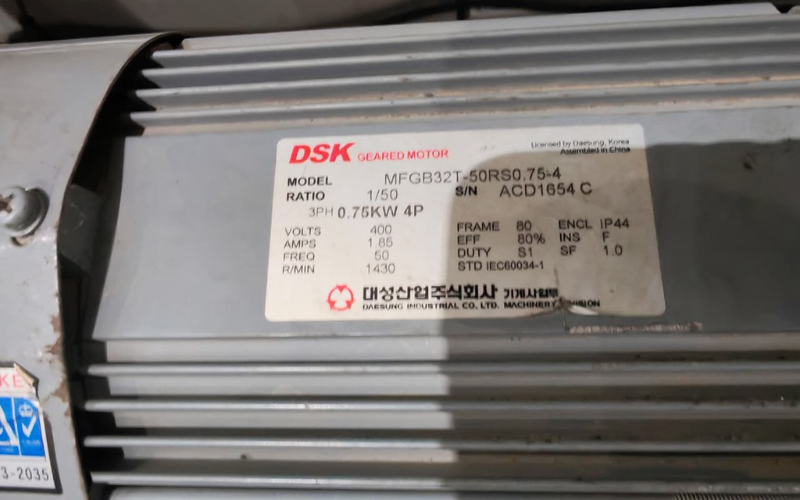 DSK GEARED MOTOR
Licensed by Daesung, Korea
Assembled in China
MODEL MFGB32T-50RS0.75-4
RATIO 1/50 S/N ACD1654 C
3PH 0.75KW 4P
VOLTS 400 FRAME 80 ENCL IP44
AMPS 1.85 EFF 80% INS F
FREQ 50 DUTY S1 SF 1.0
R/MIN 1430 STD IEC60034-1
대성산업주식회사 기계사업부
DAESUNG INDUSTRIAL CO, LTD. MACHINERY DIVISION
KE
3-2035